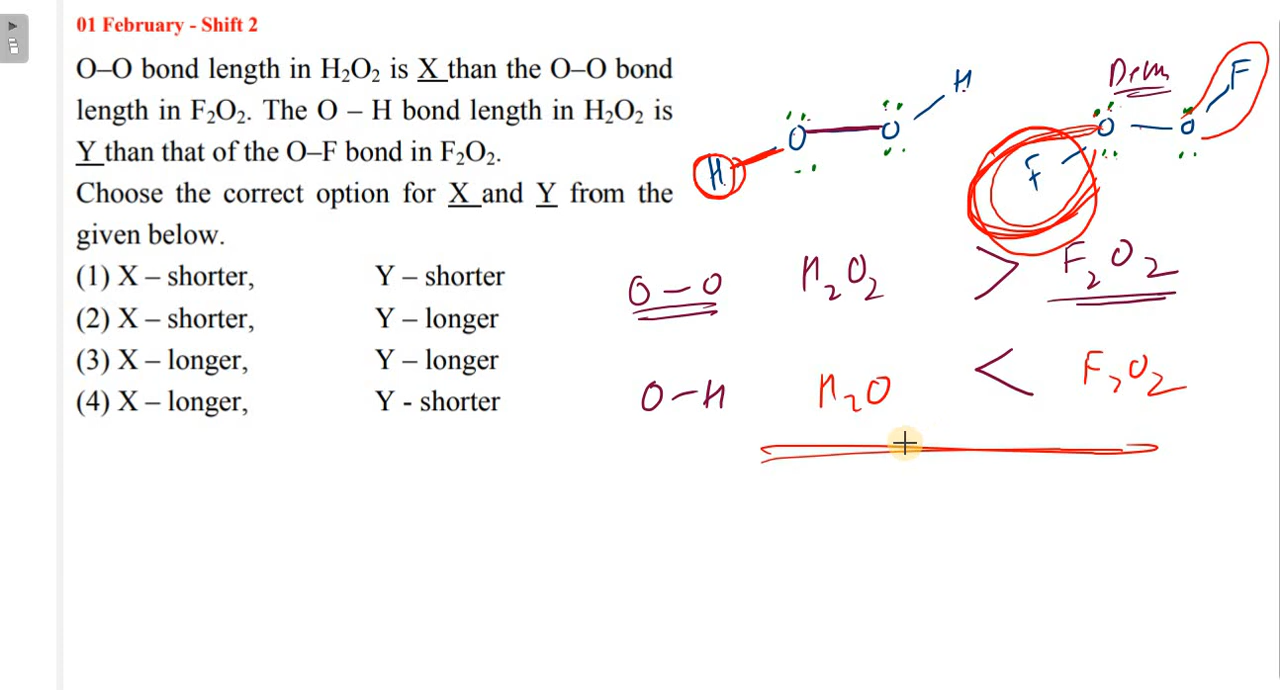 01 February - Shift 2
O–O bond length in H₂O₂ is X than the O–O bond
length in F₂O₂. The O – H bond length in H₂O₂ is
Y than that of the O–F bond in F₂O₂.
Choose the correct option for X and Y from the
given below.
(1) X – shorter, Y – shorter
(2) X – shorter, Y – longer
(3) X – longer, Y – longer
(4) X – longer, Y - shorter
H O O H
F O O F
O–O H₂O₂ > F₂O₂
O–H H₂O < F₂O₂